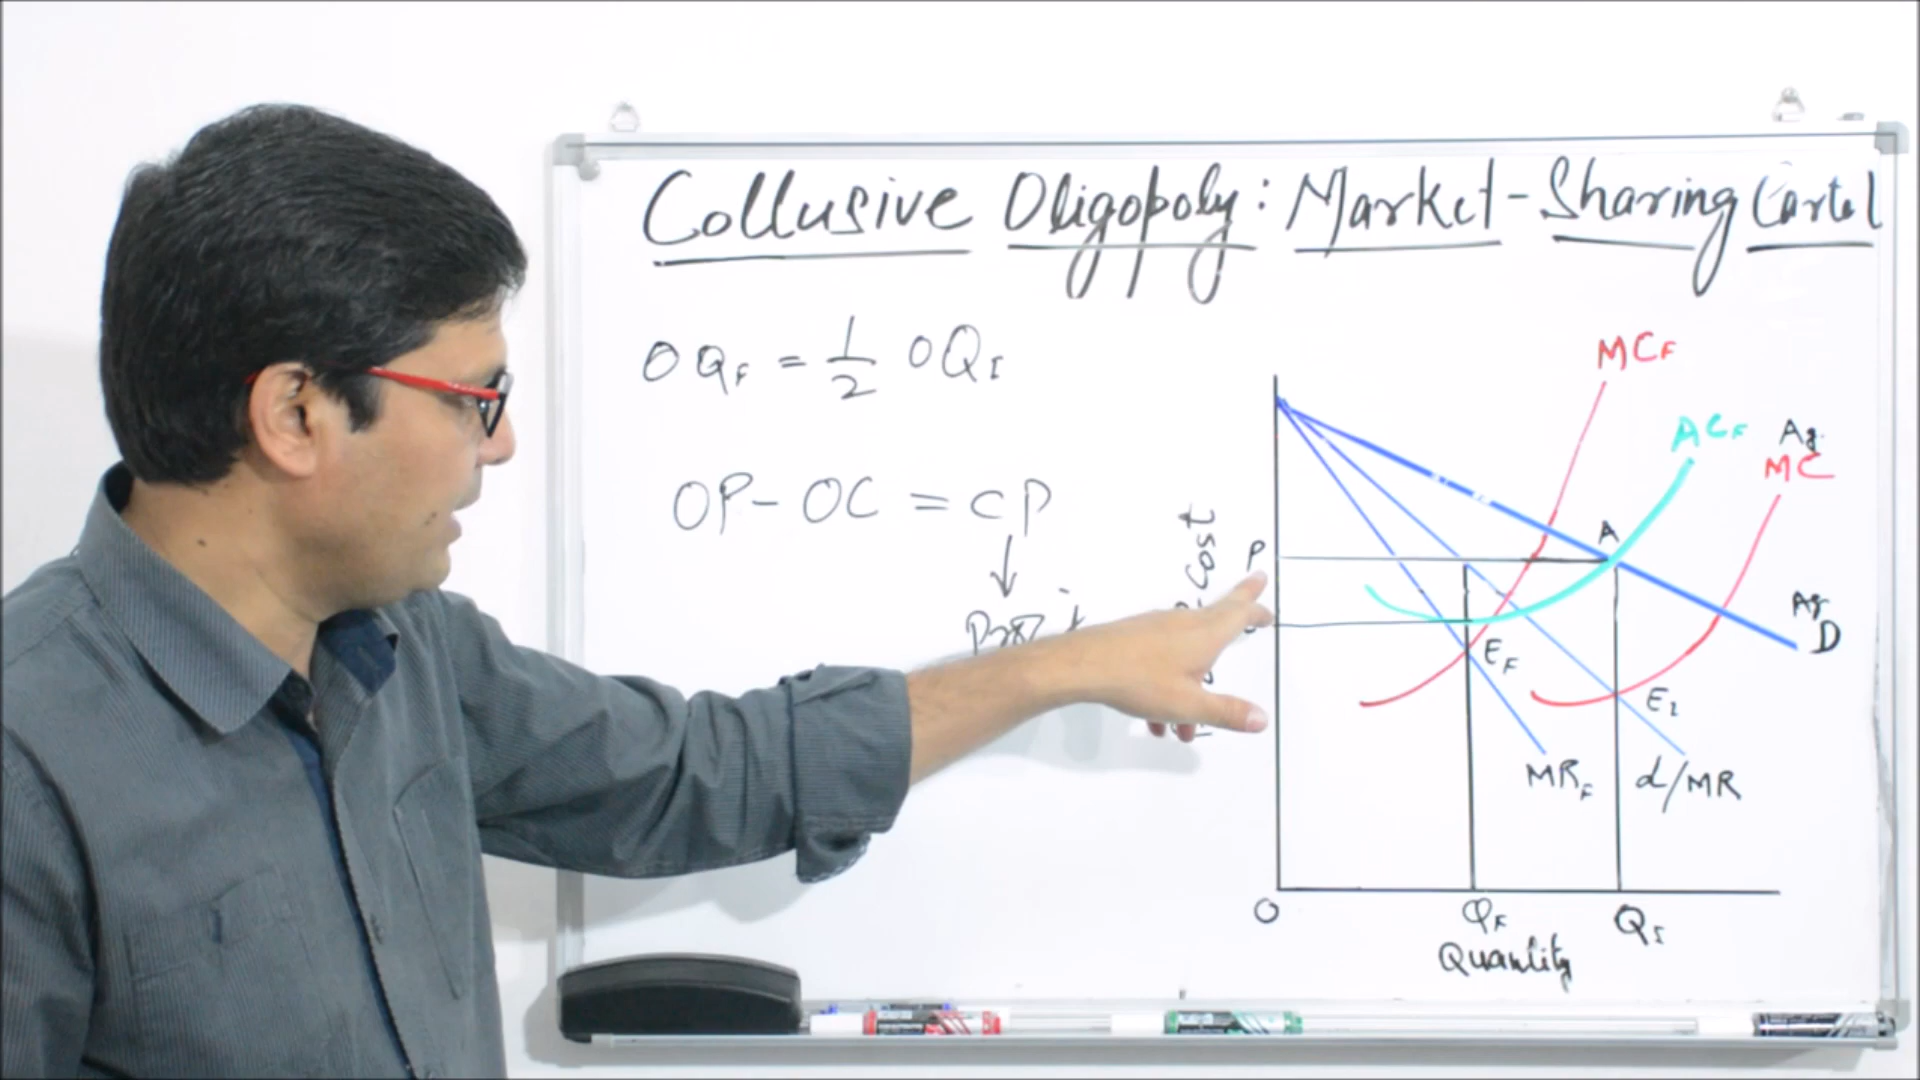 Collusive Oligopoly: Market-Sharing Cartel
OQF = 1/2 OQI
OP - OC = CP
↓
MCF
ACF
Ag.
MC
A
Cost
P
EF
Ag.
D
EI
MRF
d/MR
O
QF
QI
Quantity